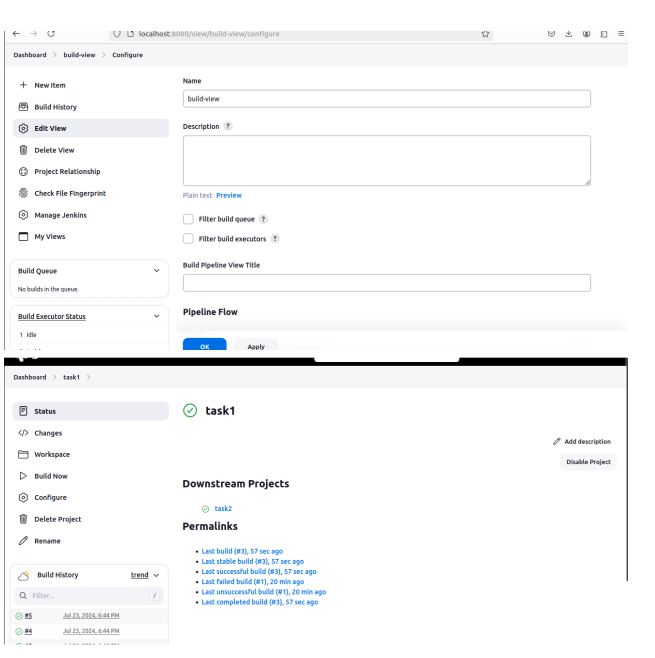 localhost:8080/view/build-view/configure
Dashboard > build-view > Configure
New Item
Build History
Edit View
Delete View
Project Relationship
Check File Fingerprint
Manage Jenkins
My Views
Build Queue
No builds in the queue.
Build Executor Status
1 Idle
Name
build-view
Description ?
Plain text Preview
Filter build queue ?
Filter build executors ?
Build Pipeline View Title
Pipeline Flow
OK Apply
Dashboard > task1 >
Status
Changes
Workspace
Build Now
Configure
Delete Project
Rename
Build History trend
Filter... /
#5 Jul 23, 2024, 6:44 PM
#4 Jul 23, 2024, 6:44 PM
task1
Add description
Disable Project
Downstream Projects
task2
Permalinks
Last build (#3), 57 sec ago
Last stable build (#3), 57 sec ago
Last successful build (#3), 57 sec ago
Last failed build (#1), 20 min ago
Last unsuccessful build (#1), 20 min ago
Last completed build (#3), 57 sec ago